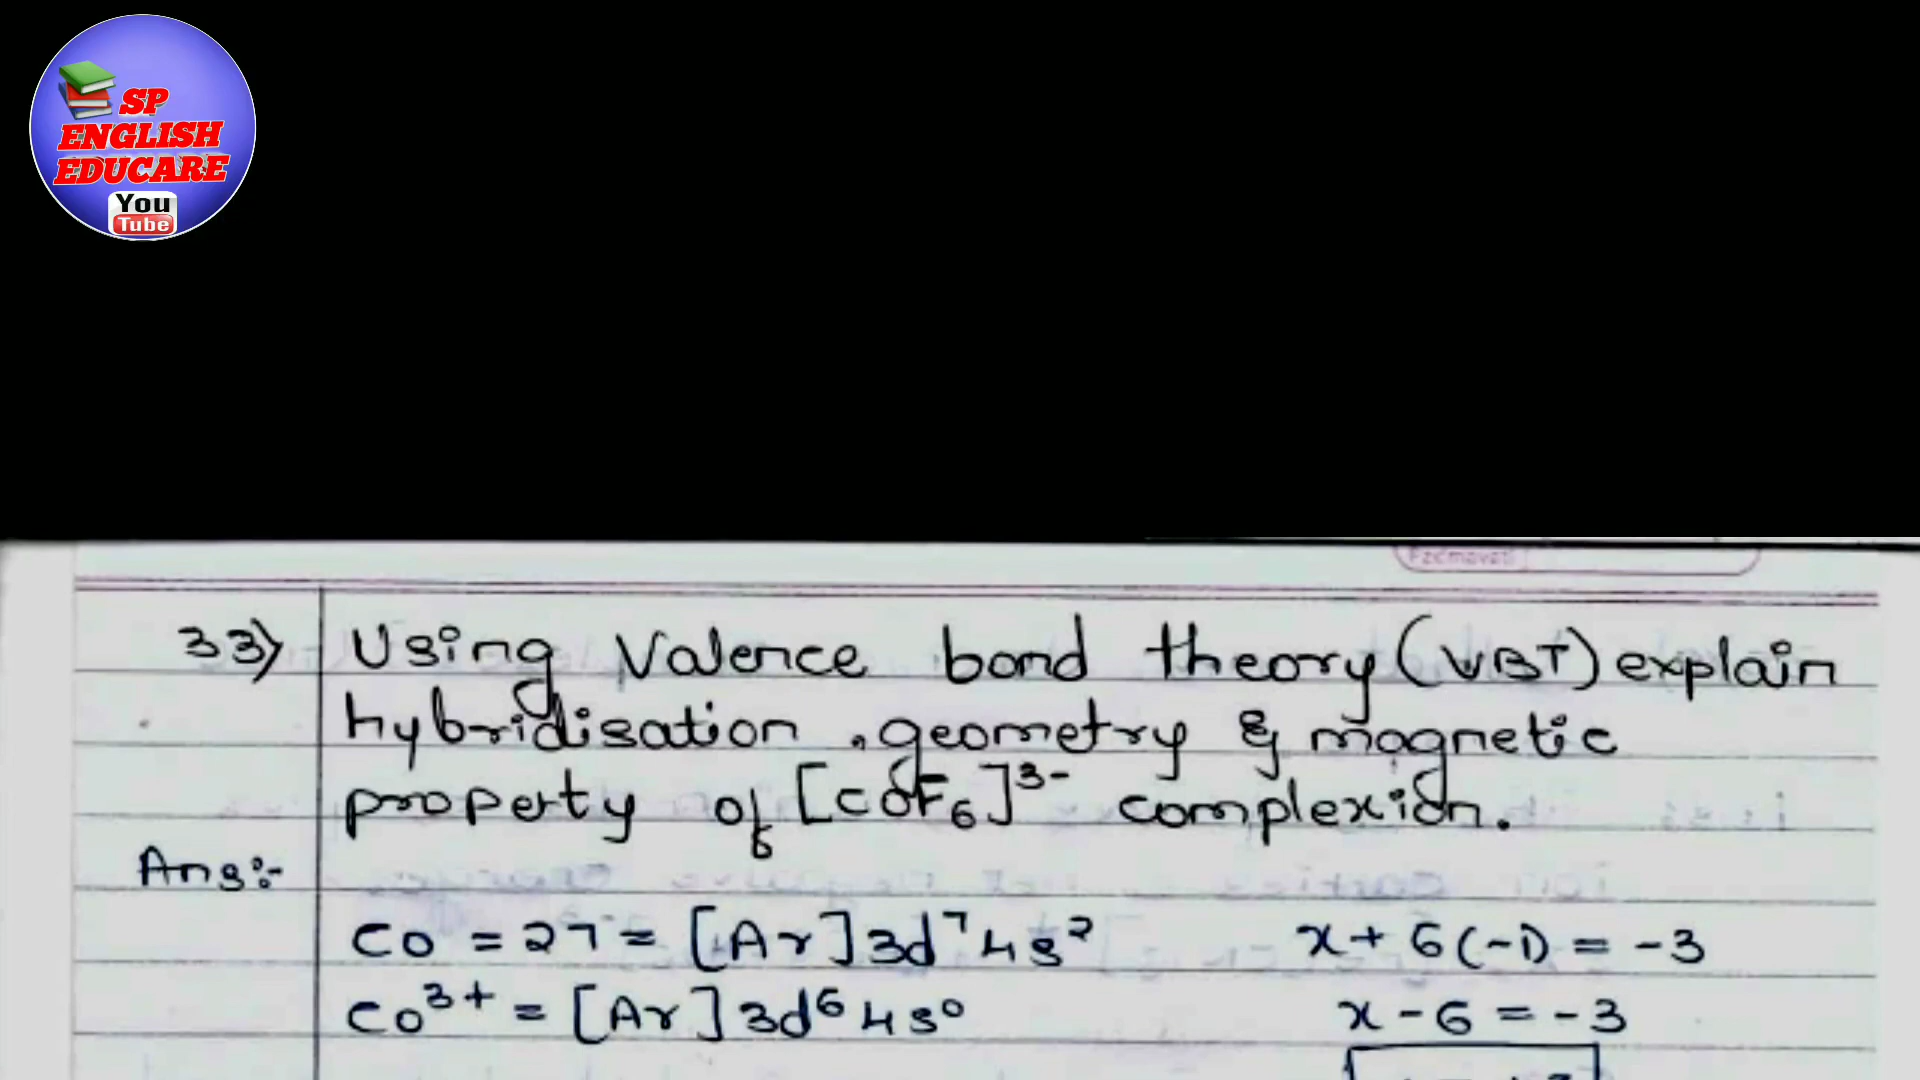 SP
ENGLISH
EDUCARE
You
Tube
33) Using Valence bond theory (VBT) explain
hybridisation, geometry & magnetic
property of [CoF₆]³⁻ complexion.
Ans:-
Co = 27 = [Ar] 3d⁷ 4s²
x + 6(-1) = -3
Co³⁺ = [Ar] 3d⁶ 4s⁰
x - 6 = -3